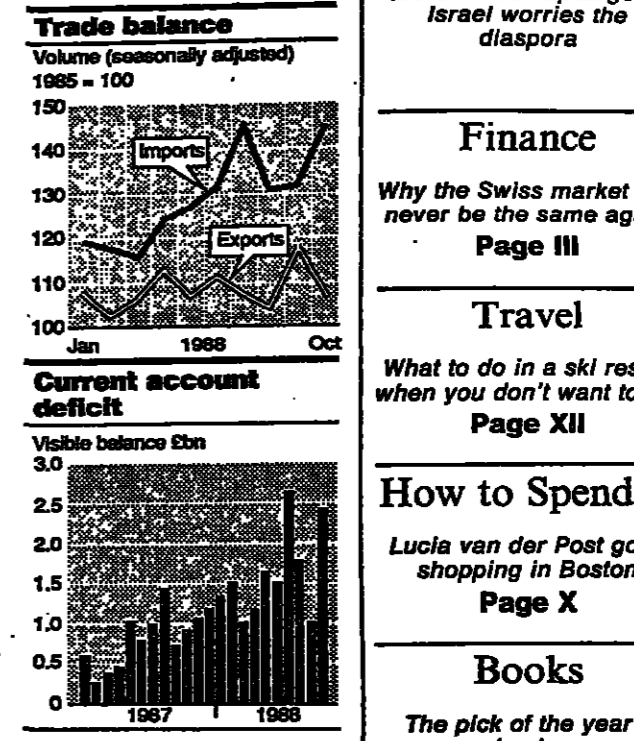 Trade balance
Volume (seasonally adjusted)
1985 = 100
150
140
130
120
110
100
Imports
Exports
Jan 1988 Oct
Current account
deficit
Visible balance £bn
3.0
2.5
2.0
1.5
1.0
0.5
0
1987 1988
Israel worries the
diaspora
Finance
Why the Swiss market
never be the same
Page III
Travel
What to do in a ski
when you don't want
Page XII
How to Spend
Lucia van der Post
shopping in Boston
Page X
Books
The pick of the year